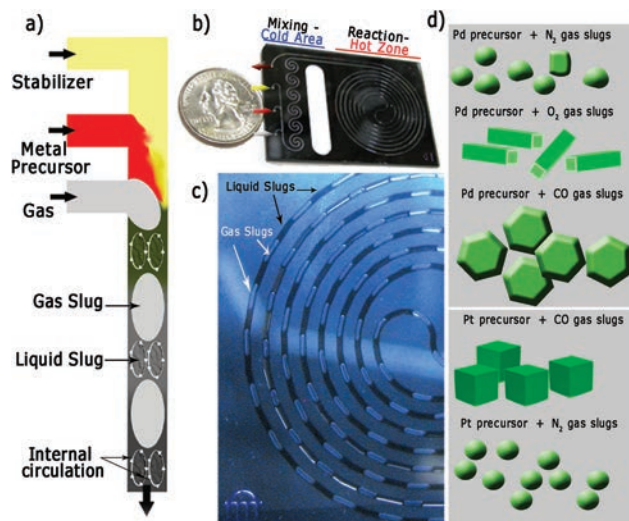 a)
Stabilizer
Metal
Precursor
Gas
Gas Slug
Liquid Slug
Internal
circulation
b)
Mixing - Reaction-
Cold Area Hot Zone
c)
Liquid Slugs
Gas Slugs
d)
Pd precursor + N₂ gas slugs
Pd precursor + O₂ gas slugs
Pd precursor + CO gas slugs
Pt precursor + CO gas slugs
Pt precursor + N₂ gas slugs